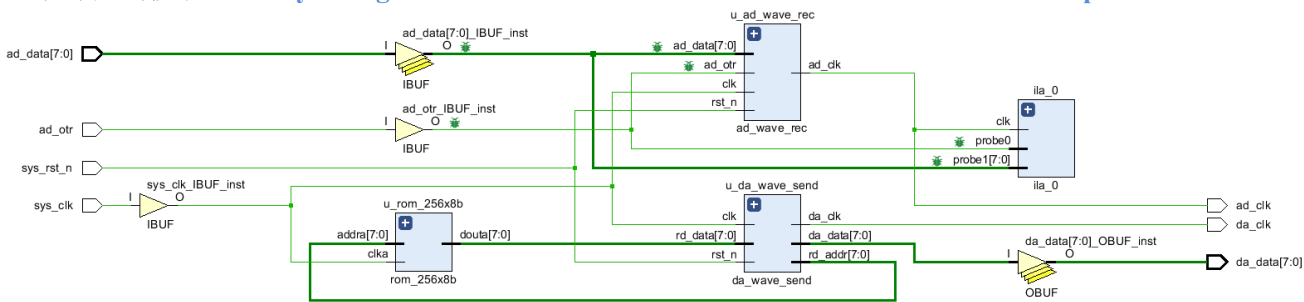 u_ad_wave_rec
ad_data[7:0]_IBUF_inst
ad_data[7:0]
I
O
IBUF
ad_data[7:0]
ad_otr
clk
rst_n
ad_clk
ad_wave_rec
ila_0
clk
probe0
probe1[7:0]
ila_0
ad_otr_IBUF_inst
ad_otr
I
O
IBUF
sys_rst_n
sys_clk_IBUF_inst
sys_clk
I
O
IBUF
u_rom_256x8b
addra[7:0]
clka
douta[7:0]
rom_256x8b
u_da_wave_send
clk
rd_data[7:0]
rst_n
da_clk
da_data[7:0]
rd_addr[7:0]
da_wave_send
ad_clk
da_clk
da_data[7:0]_OBUF_inst
I
O
OBUF
da_data[7:0]